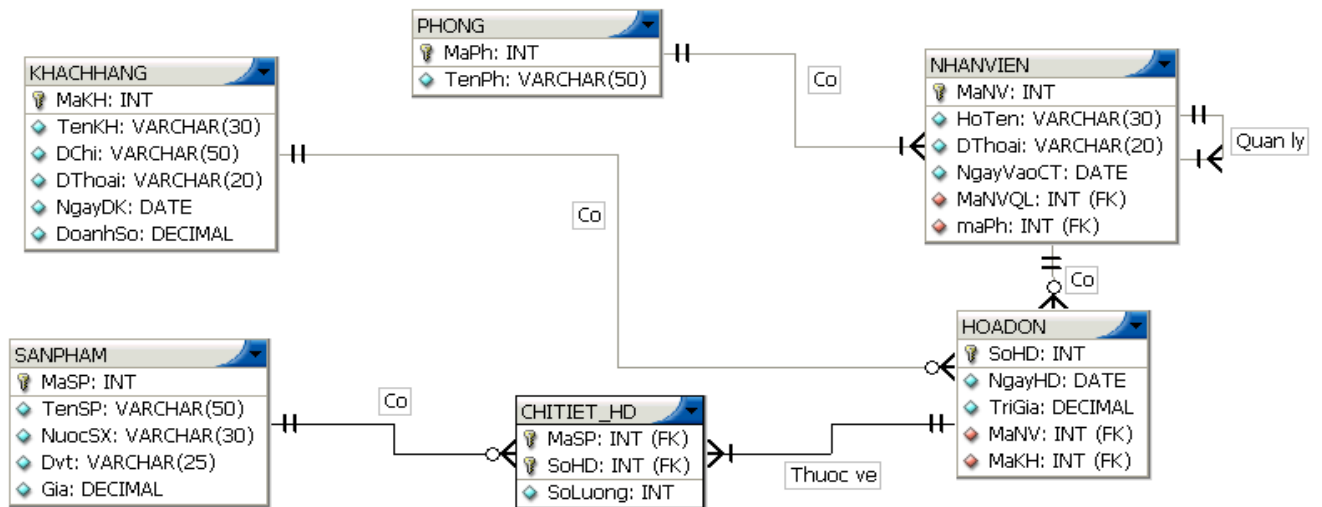 PHONG
MaPh: INT
TenPh: VARCHAR(50)
KHACHHANG
MaKH: INT
TenKH: VARCHAR(30)
DChi: VARCHAR(50)
DThoai: VARCHAR(20)
NgayDK: DATE
DoanhSo: DECIMAL
Co
NHANVIEN
MaNV: INT
HoTen: VARCHAR(30)
DThoai: VARCHAR(20)
NgayVaoCT: DATE
MaNVQL: INT (FK)
maPh: INT (FK)
Quan ly
Co
Co
HOADON
SoHD: INT
NgayHD: DATE
TriGia: DECIMAL
MaNV: INT (FK)
MaKH: INT (FK)
SANPHAM
MaSP: INT
TenSP: VARCHAR(50)
NuocSX: VARCHAR(30)
Dvt: VARCHAR(25)
Gia: DECIMAL
Co
CHITIET_HD
MaSP: INT (FK)
SoHD: INT (FK)
SoLuong: INT
Thuoc ve